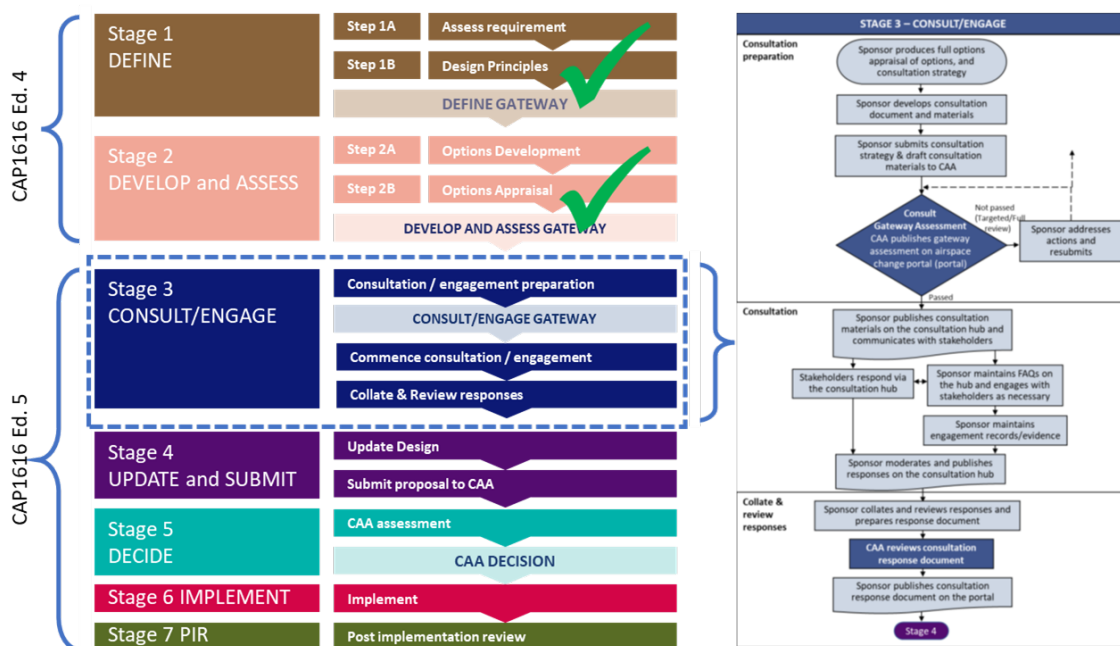 CAP1616 Ed. 4
Stage 1
DEFINE
Step 1A
Assess requirement
Step 1B
Design Principles
DEFINE GATEWAY
Stage 2
DEVELOP and ASSESS
Step 2A
Options Development
Step 2B
Options Appraisal
DEVELOP AND ASSESS GATEWAY
CAP1616 Ed. 5
Stage 3
CONSULT/ENGAGE
Consultation / engagement preparation
CONSULT/ENGAGE GATEWAY
Commence consultation / engagement
Collate & Review responses
Stage 4
UPDATE and SUBMIT
Update Design
Submit proposal to CAA
Stage 5
DECIDE
CAA assessment
CAA DECISION
Stage 6 IMPLEMENT
Implement
Stage 7 PIR
Post implementation review
STAGE 3 – CONSULT/ENGAGE
Consultation
preparation
Sponsor produces full options
appraisal of options, and
consultation strategy
Sponsor develops consultation
document and materials
Sponsor submits consultation
strategy & draft consultation
materials to CAA
Consult
Gateway Assessment
CAA publishes gateway
assessment on airspace
change portal (portal)
Not passed
(Targeted/Full
review)
Sponsor addresses
actions and
resubmits
Passed
Consultation
Sponsor publishes consultation
materials on the consultation hub and
communicates with stakeholders
Stakeholders respond via
the consultation hub
Sponsor maintains FAQs on
the hub and engages with
stakeholders as necessary
Sponsor maintains
engagement records/evidence
Sponsor moderates and publishes
responses on the consultation hub
Collate &
review
responses
Sponsor collates and reviews responses and
prepares response document
CAA reviews consultation
response document
Sponsor publishes consultation
response document on the portal
Stage 4